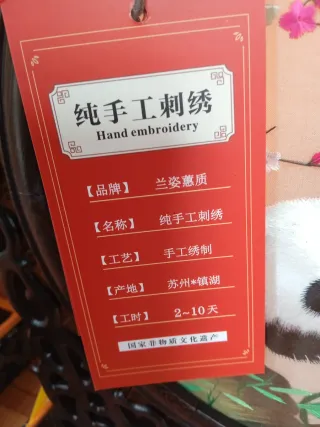 纯手工刺绣
Hand embroidery
【品牌】 兰姿蕙质
【名称】 纯手工刺绣
【工艺】 手工绣制
【产地】 苏州*镇湖
【工时】 2~10天
国家非物质文化遗产